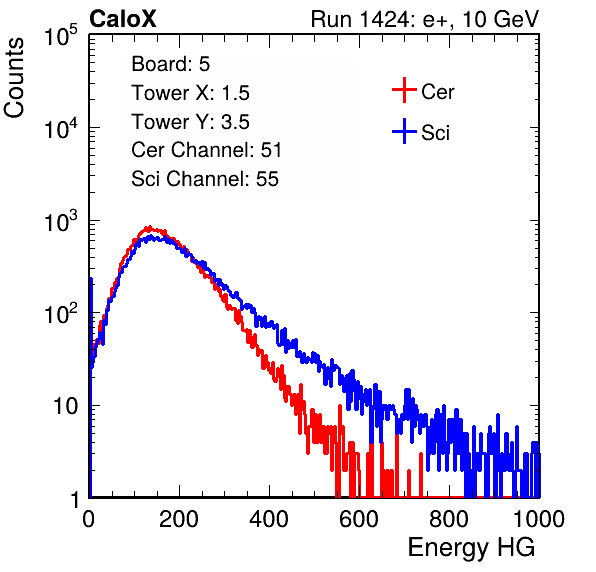 CaloX
Run 1424: e+, 10 GeV
Counts
10^5
10^4
10^3
10^2
10
1
Board: 5
Tower X: 1.5
Tower Y: 3.5
Cer Channel: 51
Sci Channel: 55
Cer
Sci
0
200
400
600
800
1000
Energy HG